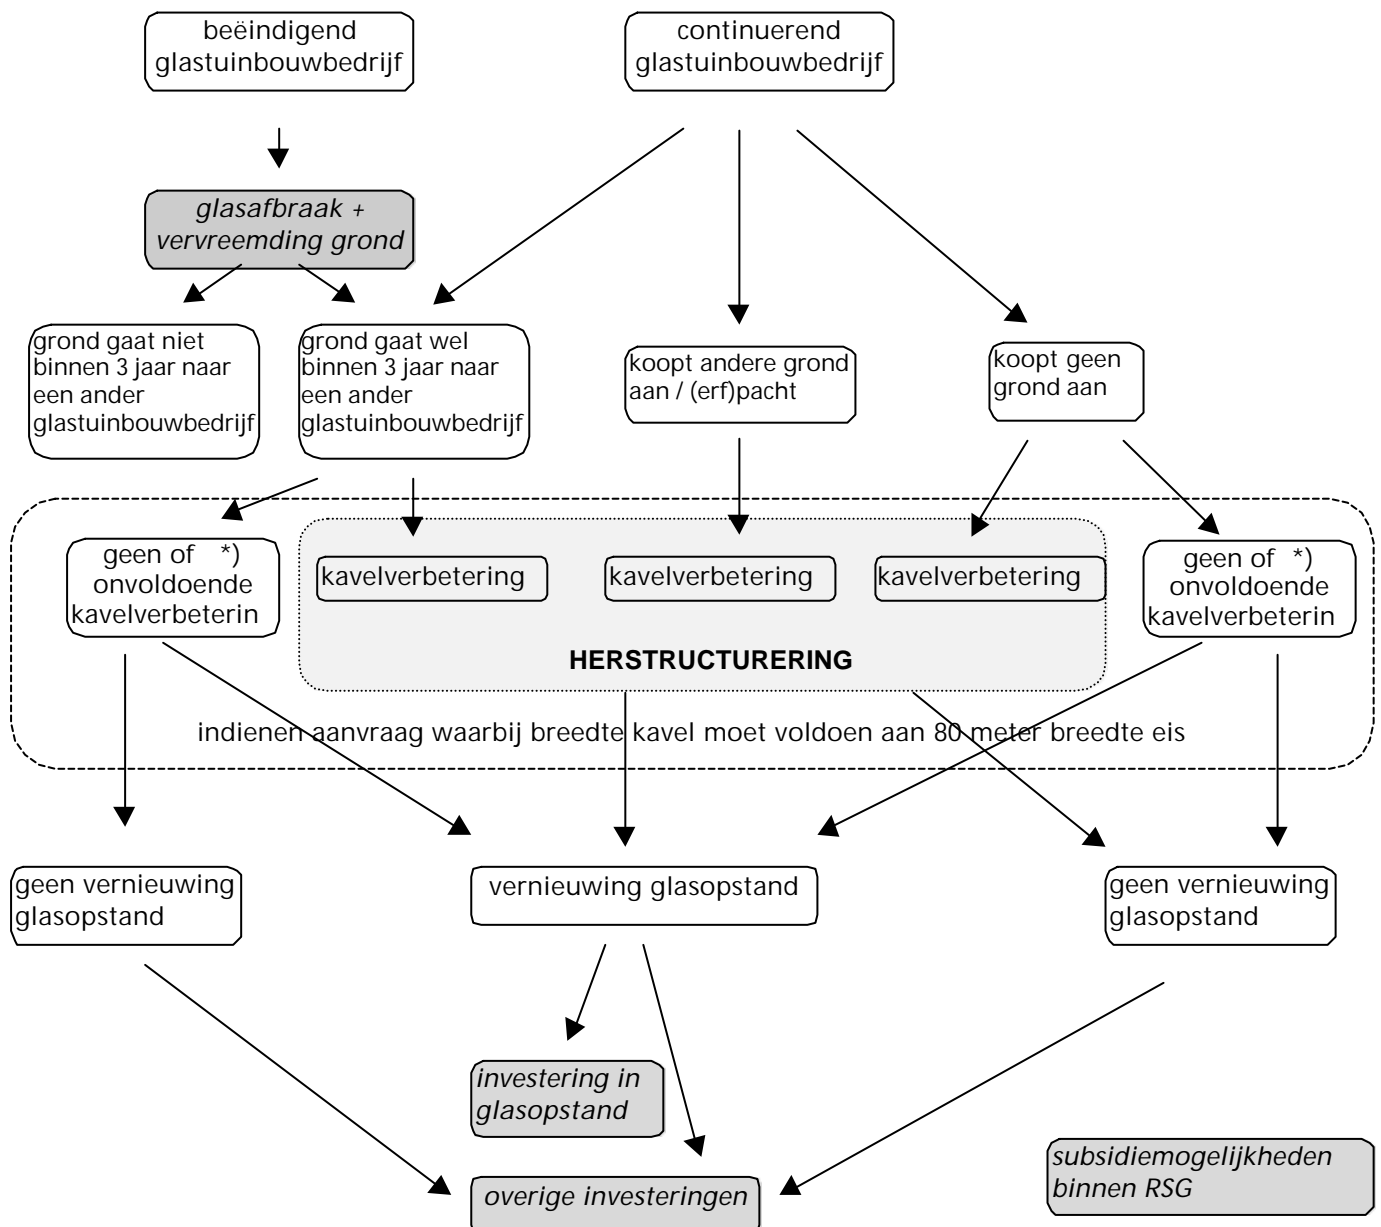 beëindigend
glastuinbouwbedrijf
continuerend
glastuinbouwbedrijf
glasafbraak +
vervreemding grond
grond gaat niet
binnen 3 jaar naar
een ander
glastuinbouwbedrijf
grond gaat wel
binnen 3 jaar naar
een ander
glastuinbouwbedrijf
koopt andere grond
aan / (erf)pacht
koopt geen
grond aan
geen of *)
onvoldoende
kavelverbeterin
kavelverbetering
kavelverbetering
kavelverbetering
geen of *)
onvoldoende
kavelverbeterin
HERSTRUCTURERING
indienen aanvraag waarbij breedte kavel moet voldoen aan 80 meter breedte eis
geen vernieuwing
glasopstand
vernieuwing glasopstand
geen vernieuwing
glasopstand
investering in
glasopstand
overige investeringen
subsidiemogelijkheden
binnen RSG